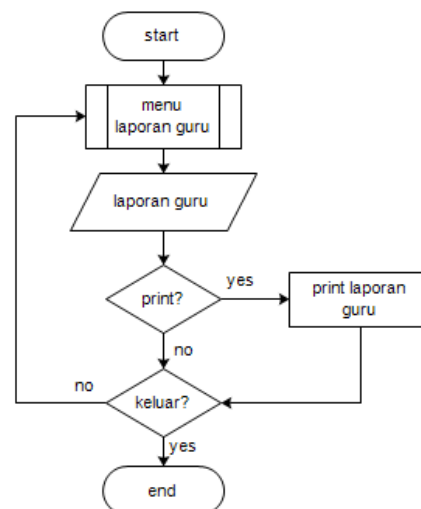 start
menu
laporan guru
laporan guru
print?
yes
print laporan
guru
no
keluar?
no
yes
end